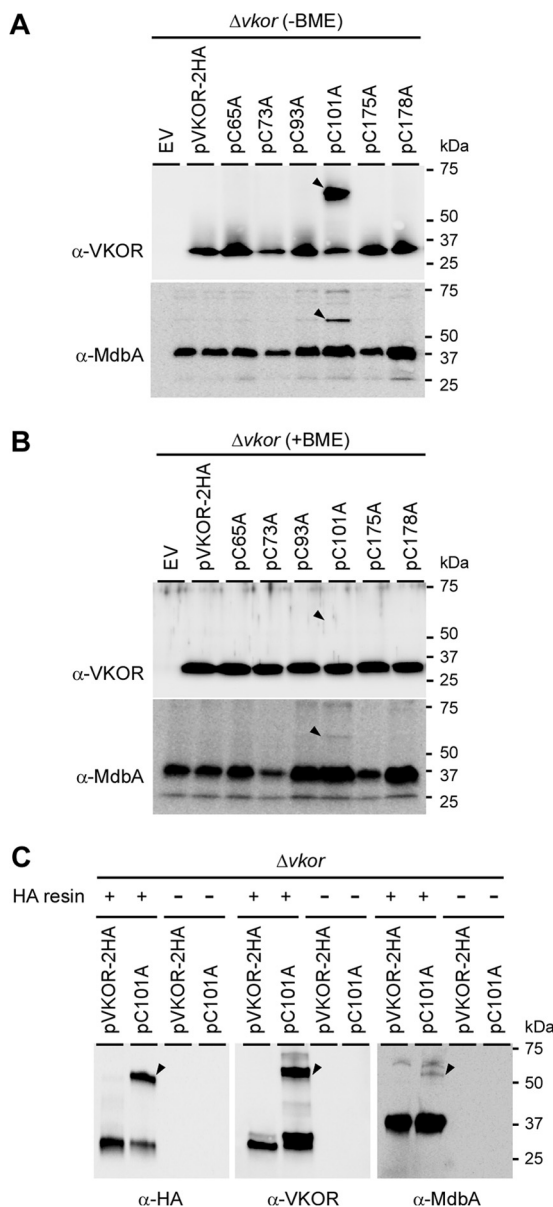 A
Δvkor (-BME)
EV
pVKOR-2HA
pC65A
pC73A
pC93A
pC101A
pC175A
pC178A
kDa
75
50
37
25
α-VKOR
75
50
37
25
α-MdbA
B
Δvkor (+BME)
EV
pVKOR-2HA
pC65A
pC73A
pC93A
pC101A
pC175A
pC178A
kDa
75
50
37
25
α-VKOR
75
50
37
25
α-MdbA
C
Δvkor
HA resin + + - - + + - - + + - -
pVKOR-2HA
pC101A
pVKOR-2HA
pC101A
pVKOR-2HA
pC101A
pVKOR-2HA
pC101A
pVKOR-2HA
pC101A
pVKOR-2HA
pC101A
kDa
75
50
37
25
α-HA α-VKOR α-MdbA